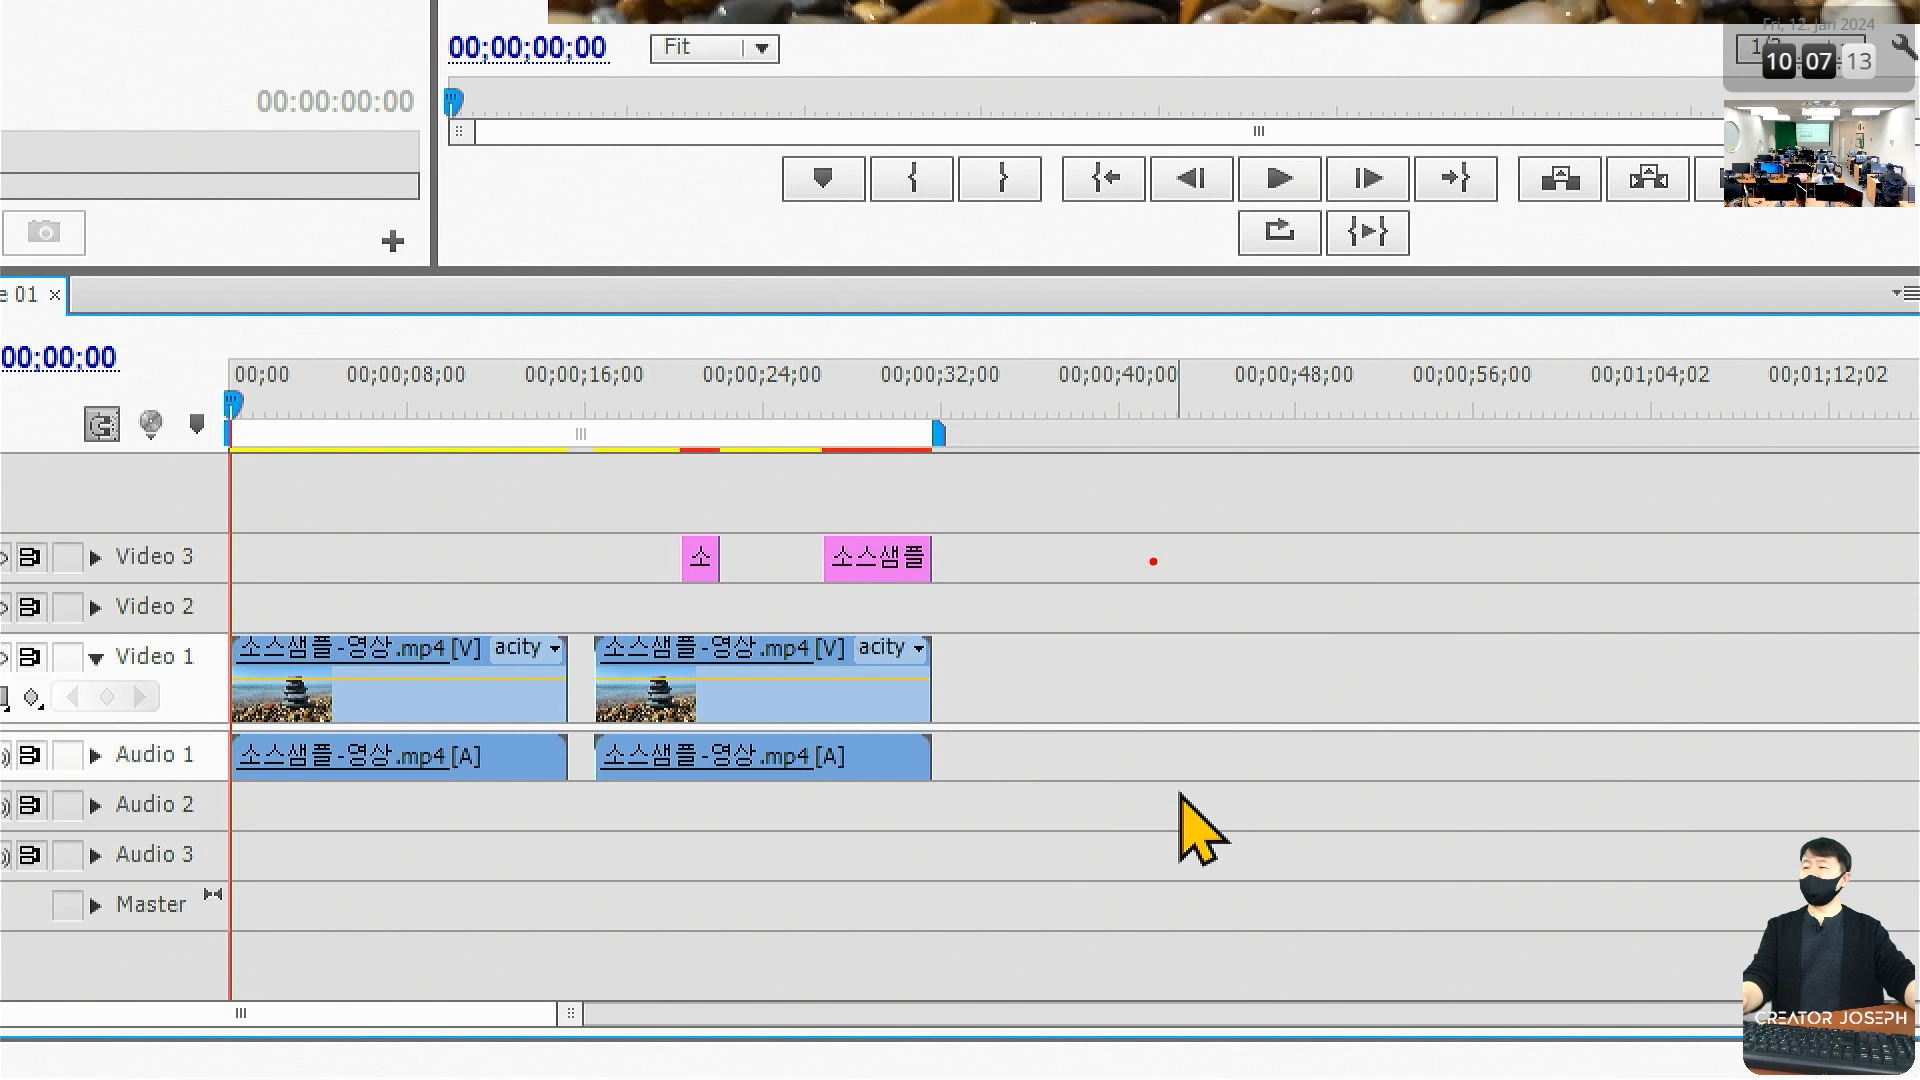 Fri, 12. Jan 2024
00;00;00;00
Fit
10 07 13
00:00:00:00
e 01 ×
00;00;00
00;00
00;00;08;00
00;00;16;00
00;00;24;00
00;00;32;00
00;00;40;00
00;00;48;00
00;00;56;00
00;01;04;02
00;01;12;02
Video 3
소
소스샘플
Video 2
Video 1
소스샘플-영상.mp4 [V] acity
소스샘플-영상.mp4 [V] acity
Audio 1
소스샘플-영상.mp4 [A]
소스샘플-영상.mp4 [A]
Audio 2
Audio 3
Master
CREATOR JOSEPH